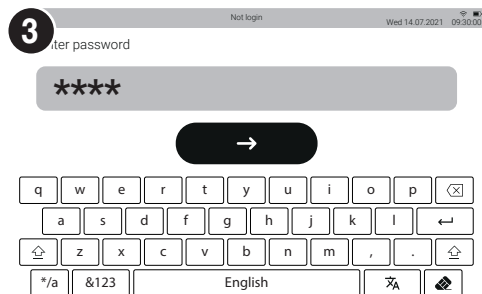 3
Not login
Wed 14.07.2021 09:30:00
ter password
****
q w e r t y u i o p
a s d f g h j k l
z x c v b n m , .
*/a &123 English